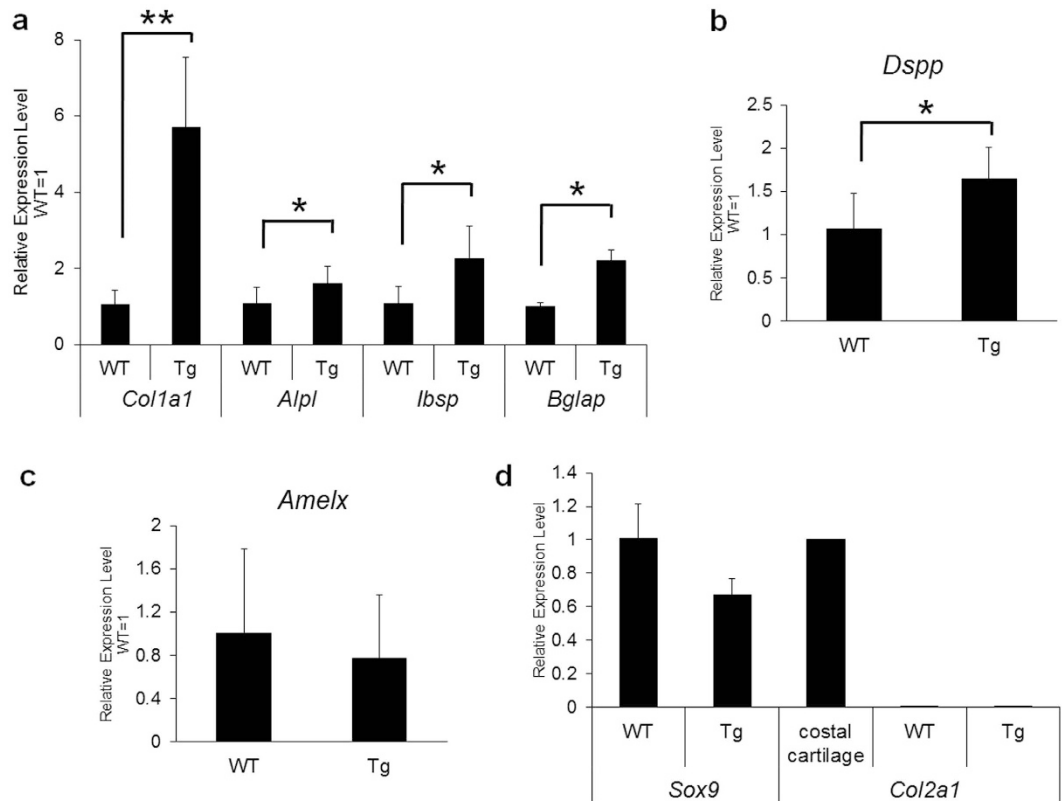 a
Relative Expression Level
WT=1
8
6
4
2
0
**
*
*
*
WT Tg WT Tg WT Tg WT Tg
Col1a1 Alpl Ibsp Bglap
b
Dspp
Relative Expression Level
WT=1
2.5
2
1.5
1
0.5
0
*
WT Tg
c
Amelx
Relative Expression Level
WT=1
2
1.6
1.2
0.8
0.4
0
WT Tg
d
Relative Expression Level
1.4
1.2
1
0.8
0.6
0.4
0.2
0
WT Tg costal WT Tg
cartilage
Sox9 Col2a1